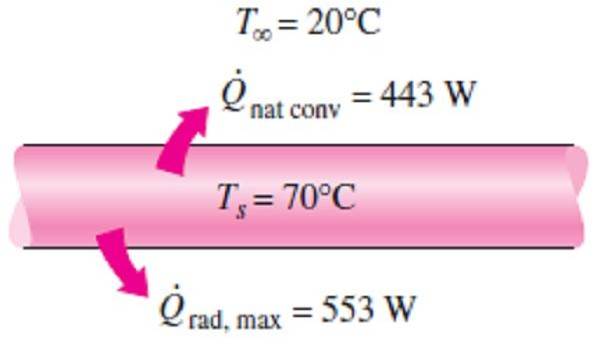 T∞ = 20°C
Q̇ nat conv = 443 W
Ts = 70°C
Q̇ rad, max = 553 W